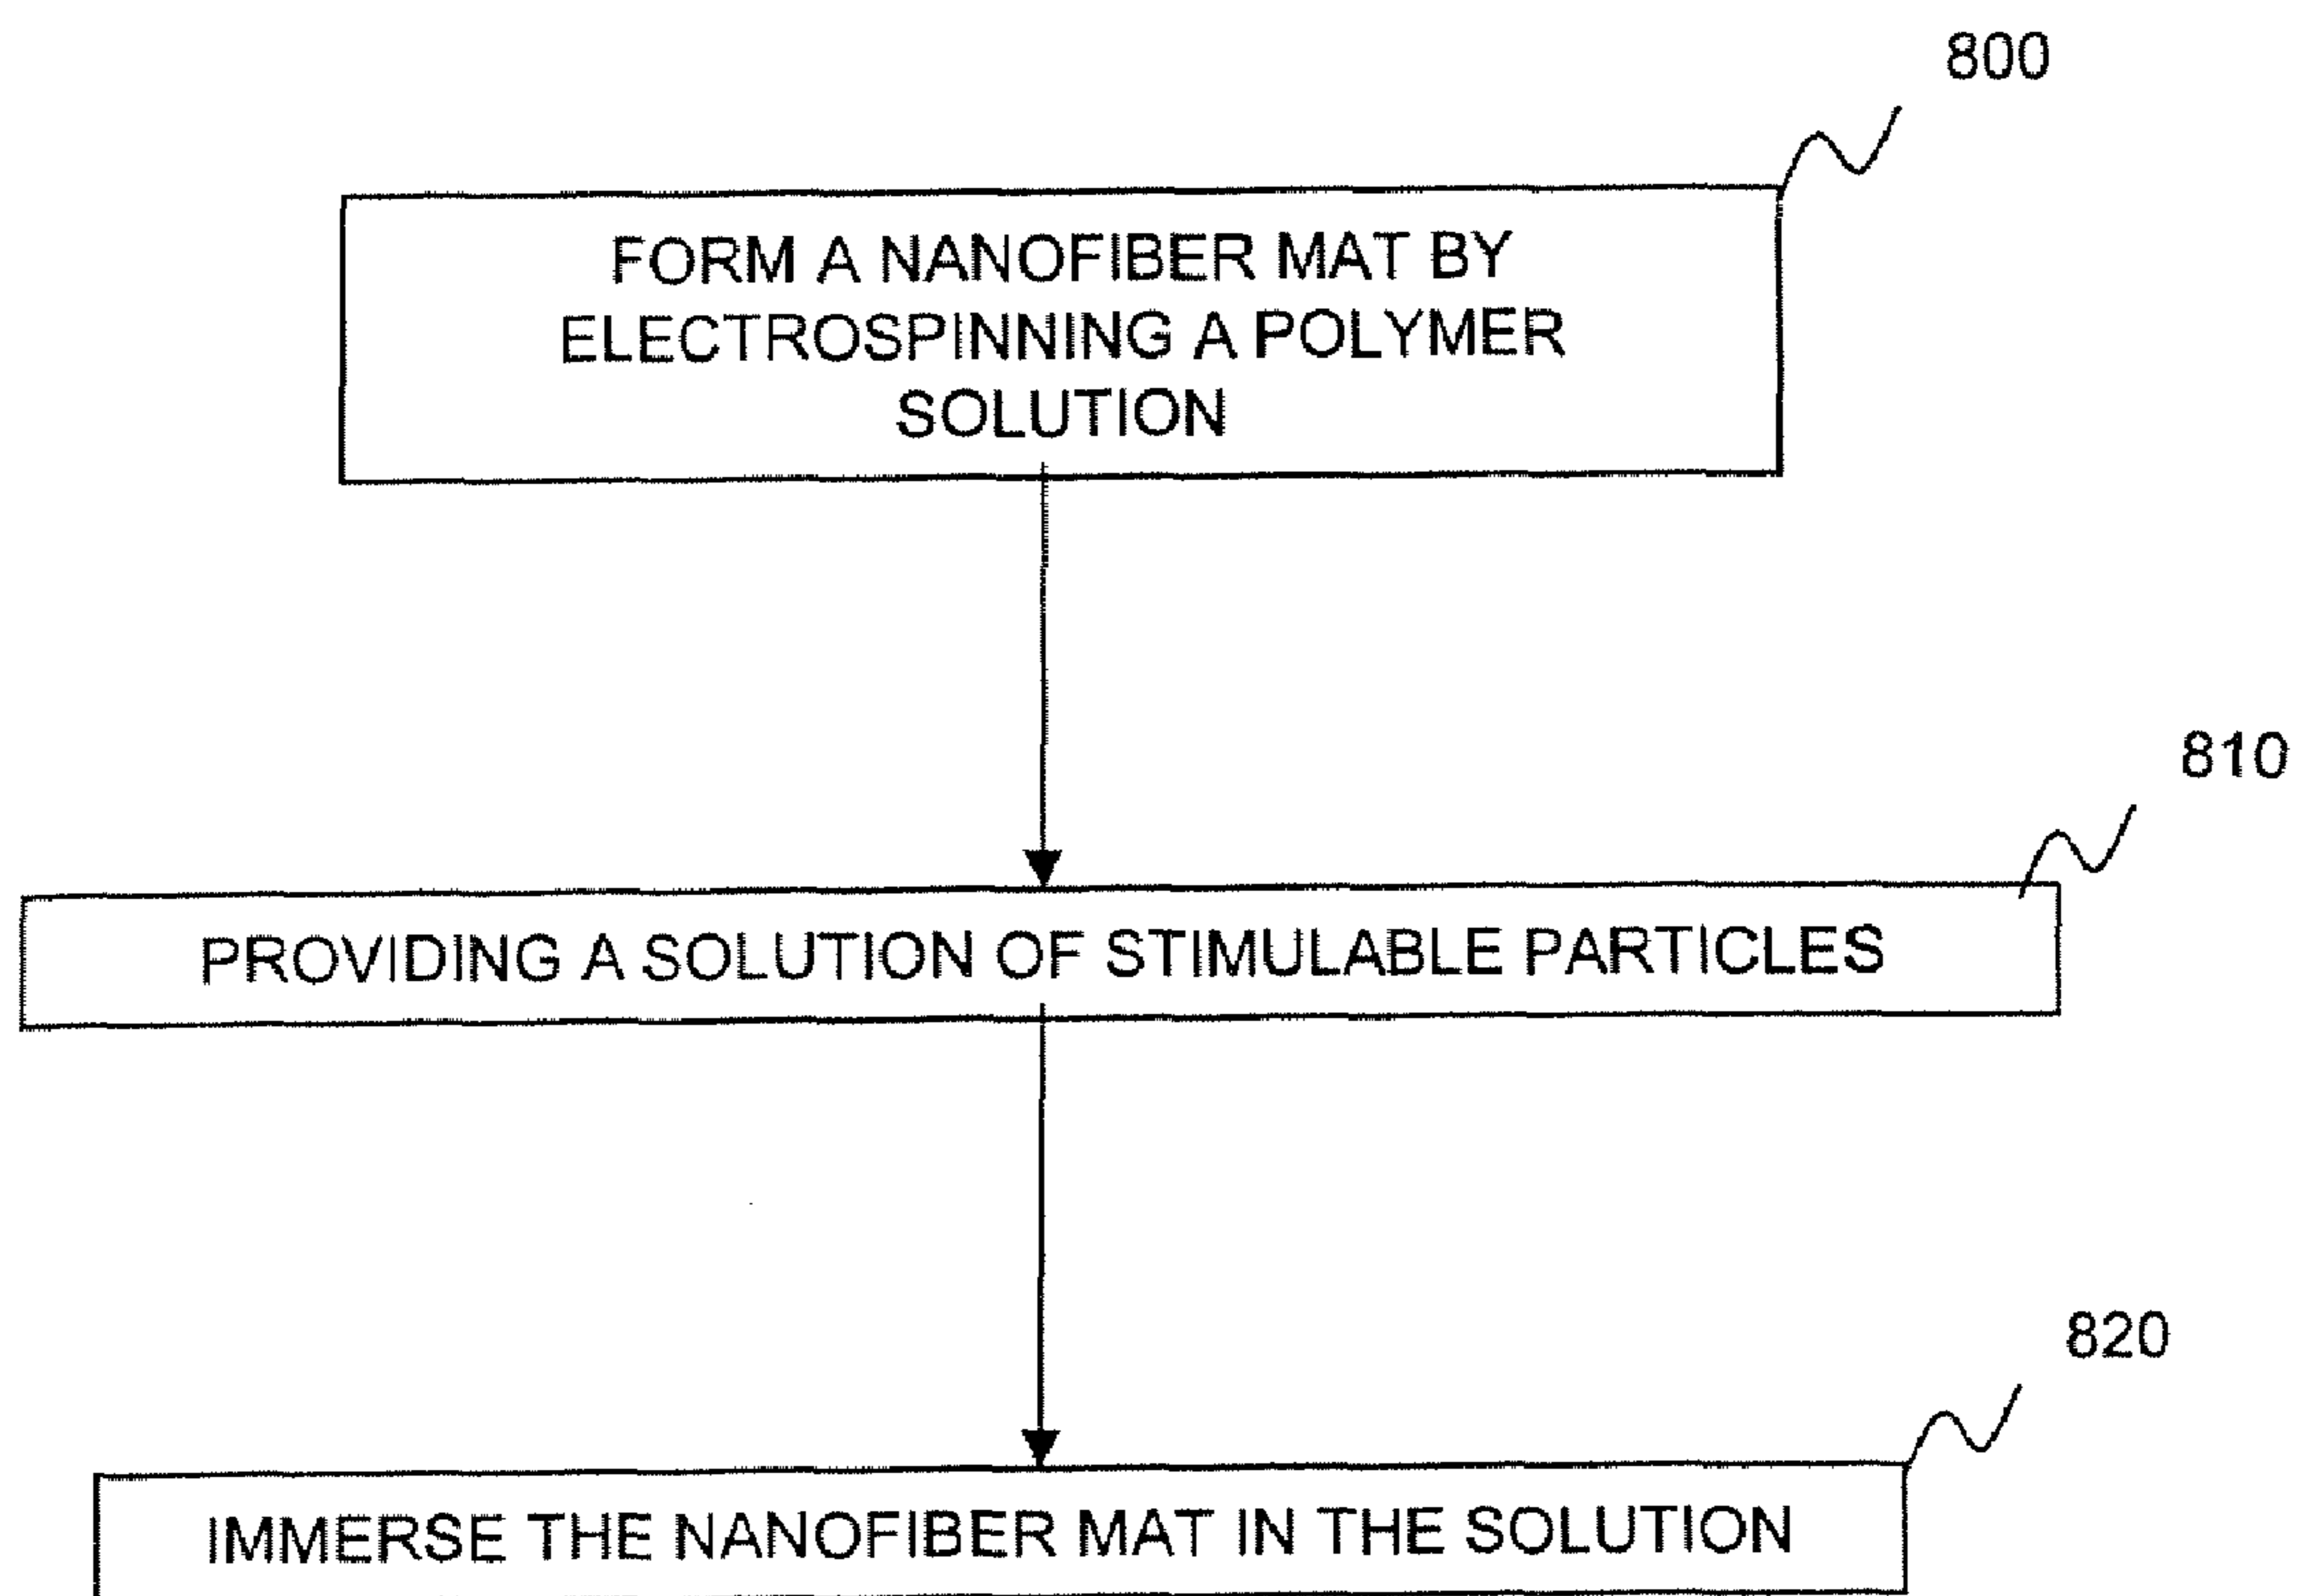 800
FORM A NANOFIBER MAT BY
ELECTROSPINNING A POLYMER
SOLUTION
810
PROVIDING A SOLUTION OF STIMULABLE PARTICLES
820
IMMERSE THE NANOFIBER MAT IN THE SOLUTION